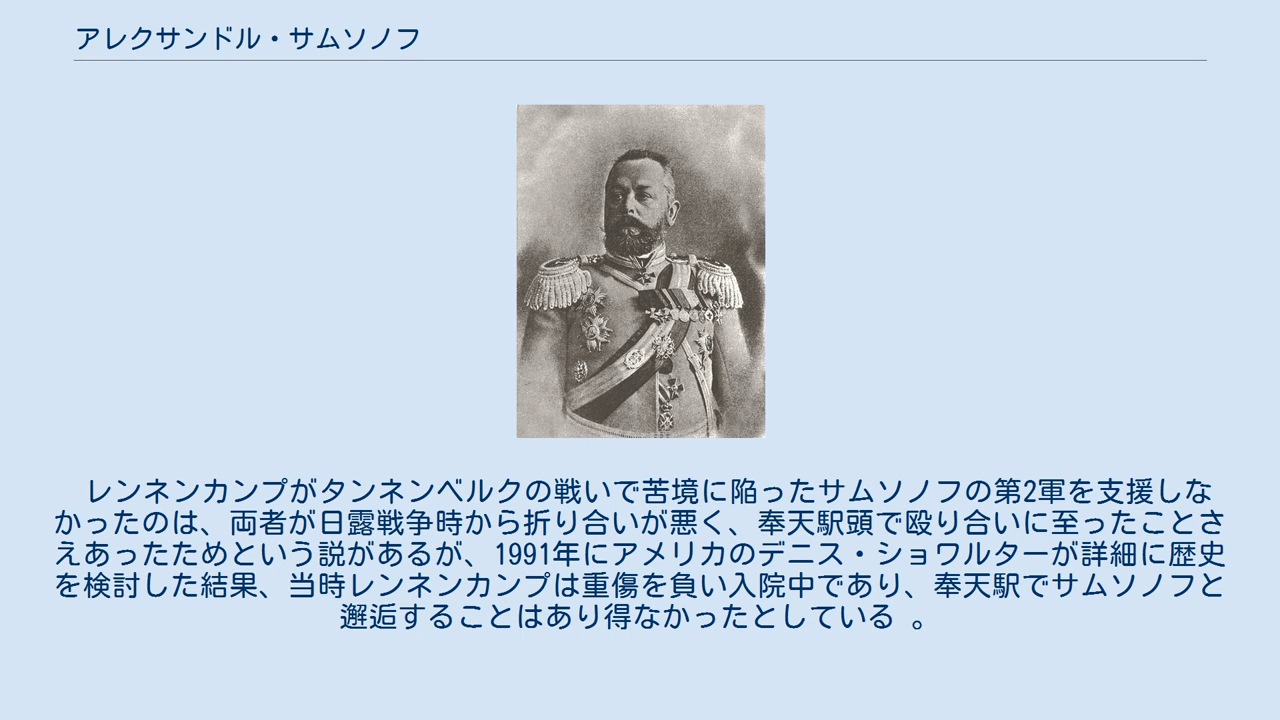 アレクサンドル・サムソノフ
レンネンカンプがタンネンベルクの戦いで苦境に陥ったサムソノフの第2軍を支援しな
かったのは、両者が日露戦争時から折り合いが悪く、奉天駅頭で殴り合いに至ったことさ
えあったためという説があるが、1991年にアメリカのデニス・ショワルターが詳細に歴史
を検討した結果、当時レンネンカンプは重傷を負い入院中であり、奉天駅でサムソノフと
邂逅することはあり得なかったとしている 。